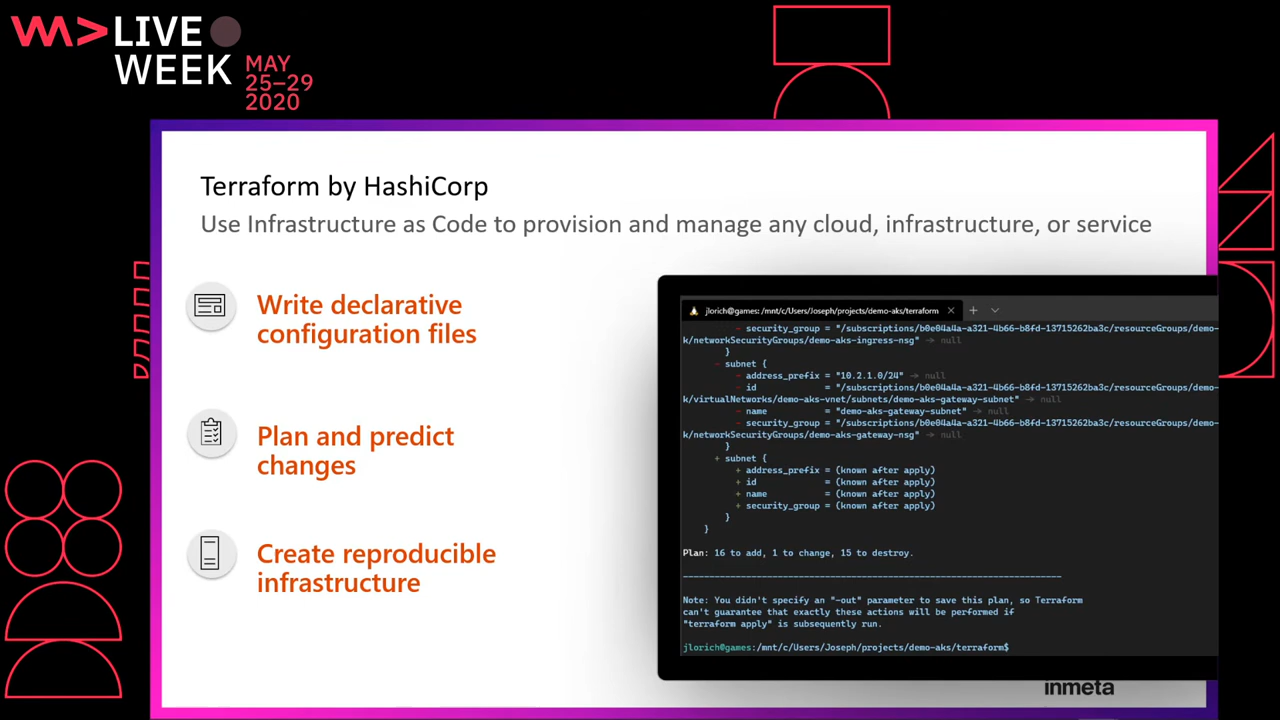 LIVE
WEEK
MAY
25–29
2020
Terraform by HashiCorp
Use Infrastructure as Code to provision and manage any cloud, infrastructure, or service
Write declarative
configuration files
Plan and predict
changes
Create reproducible
infrastructure
jlorich@games: /mnt/c/Users/Joseph/projects/demo-aks/terraform
- security_group = "/subscriptions/b0e04a4a-a321-4b66-b8fd-13715262ba3c/resourceGroups/demo-
k/networkSecurityGroups/demo-aks-ingress-nsg" -> null
}
- subnet {
- address_prefix = "10.2.1.0/24" -> null
- id = "/subscriptions/b0e04a4a-a321-4b66-b8fd-13715262ba3c/resourceGroups/demo-
k/virtualNetworks/demo-aks-vnet/subnets/demo-aks-gateway-subnet" -> null
- name = "demo-aks-gateway-subnet" -> null
- security_group = "/subscriptions/b0e04a4a-a321-4b66-b8fd-13715262ba3c/resourceGroups/demo-
k/networkSecurityGroups/demo-aks-gateway-nsg" -> null
}
+ subnet {
+ address_prefix = (known after apply)
+ id = (known after apply)
+ name = (known after apply)
+ security_group = (known after apply)
}
}
Plan: 16 to add, 1 to change, 15 to destroy.
Note: You didn't specify an "-out" parameter to save this plan, so Terraform
can't guarantee that exactly these actions will be performed if
"terraform apply" is subsequently run.
jlorich@games:/mnt/c/Users/Joseph/projects/demo-aks/terraform$
inmeta